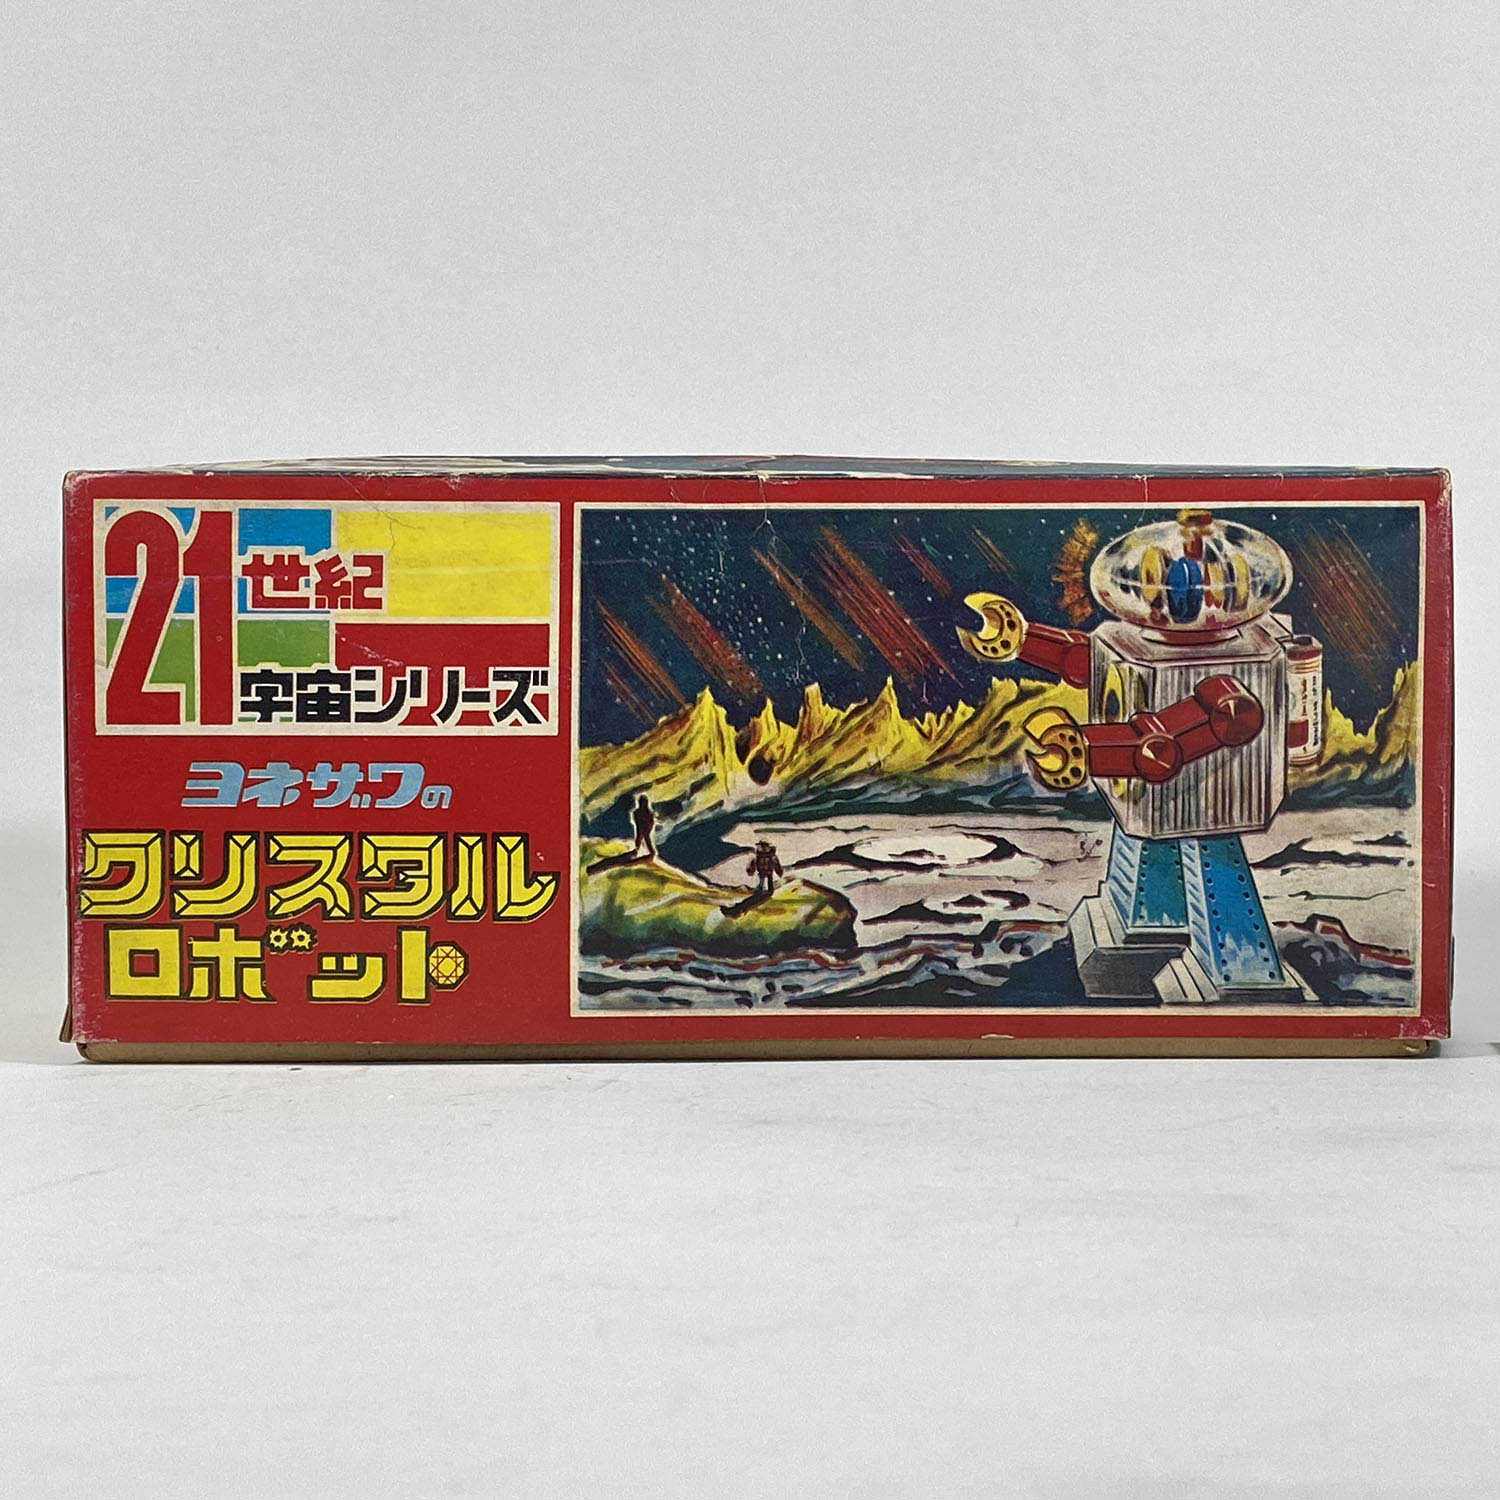 21世紀
宇宙シリーズ
ヨネザワの
クリスタル
ロボット